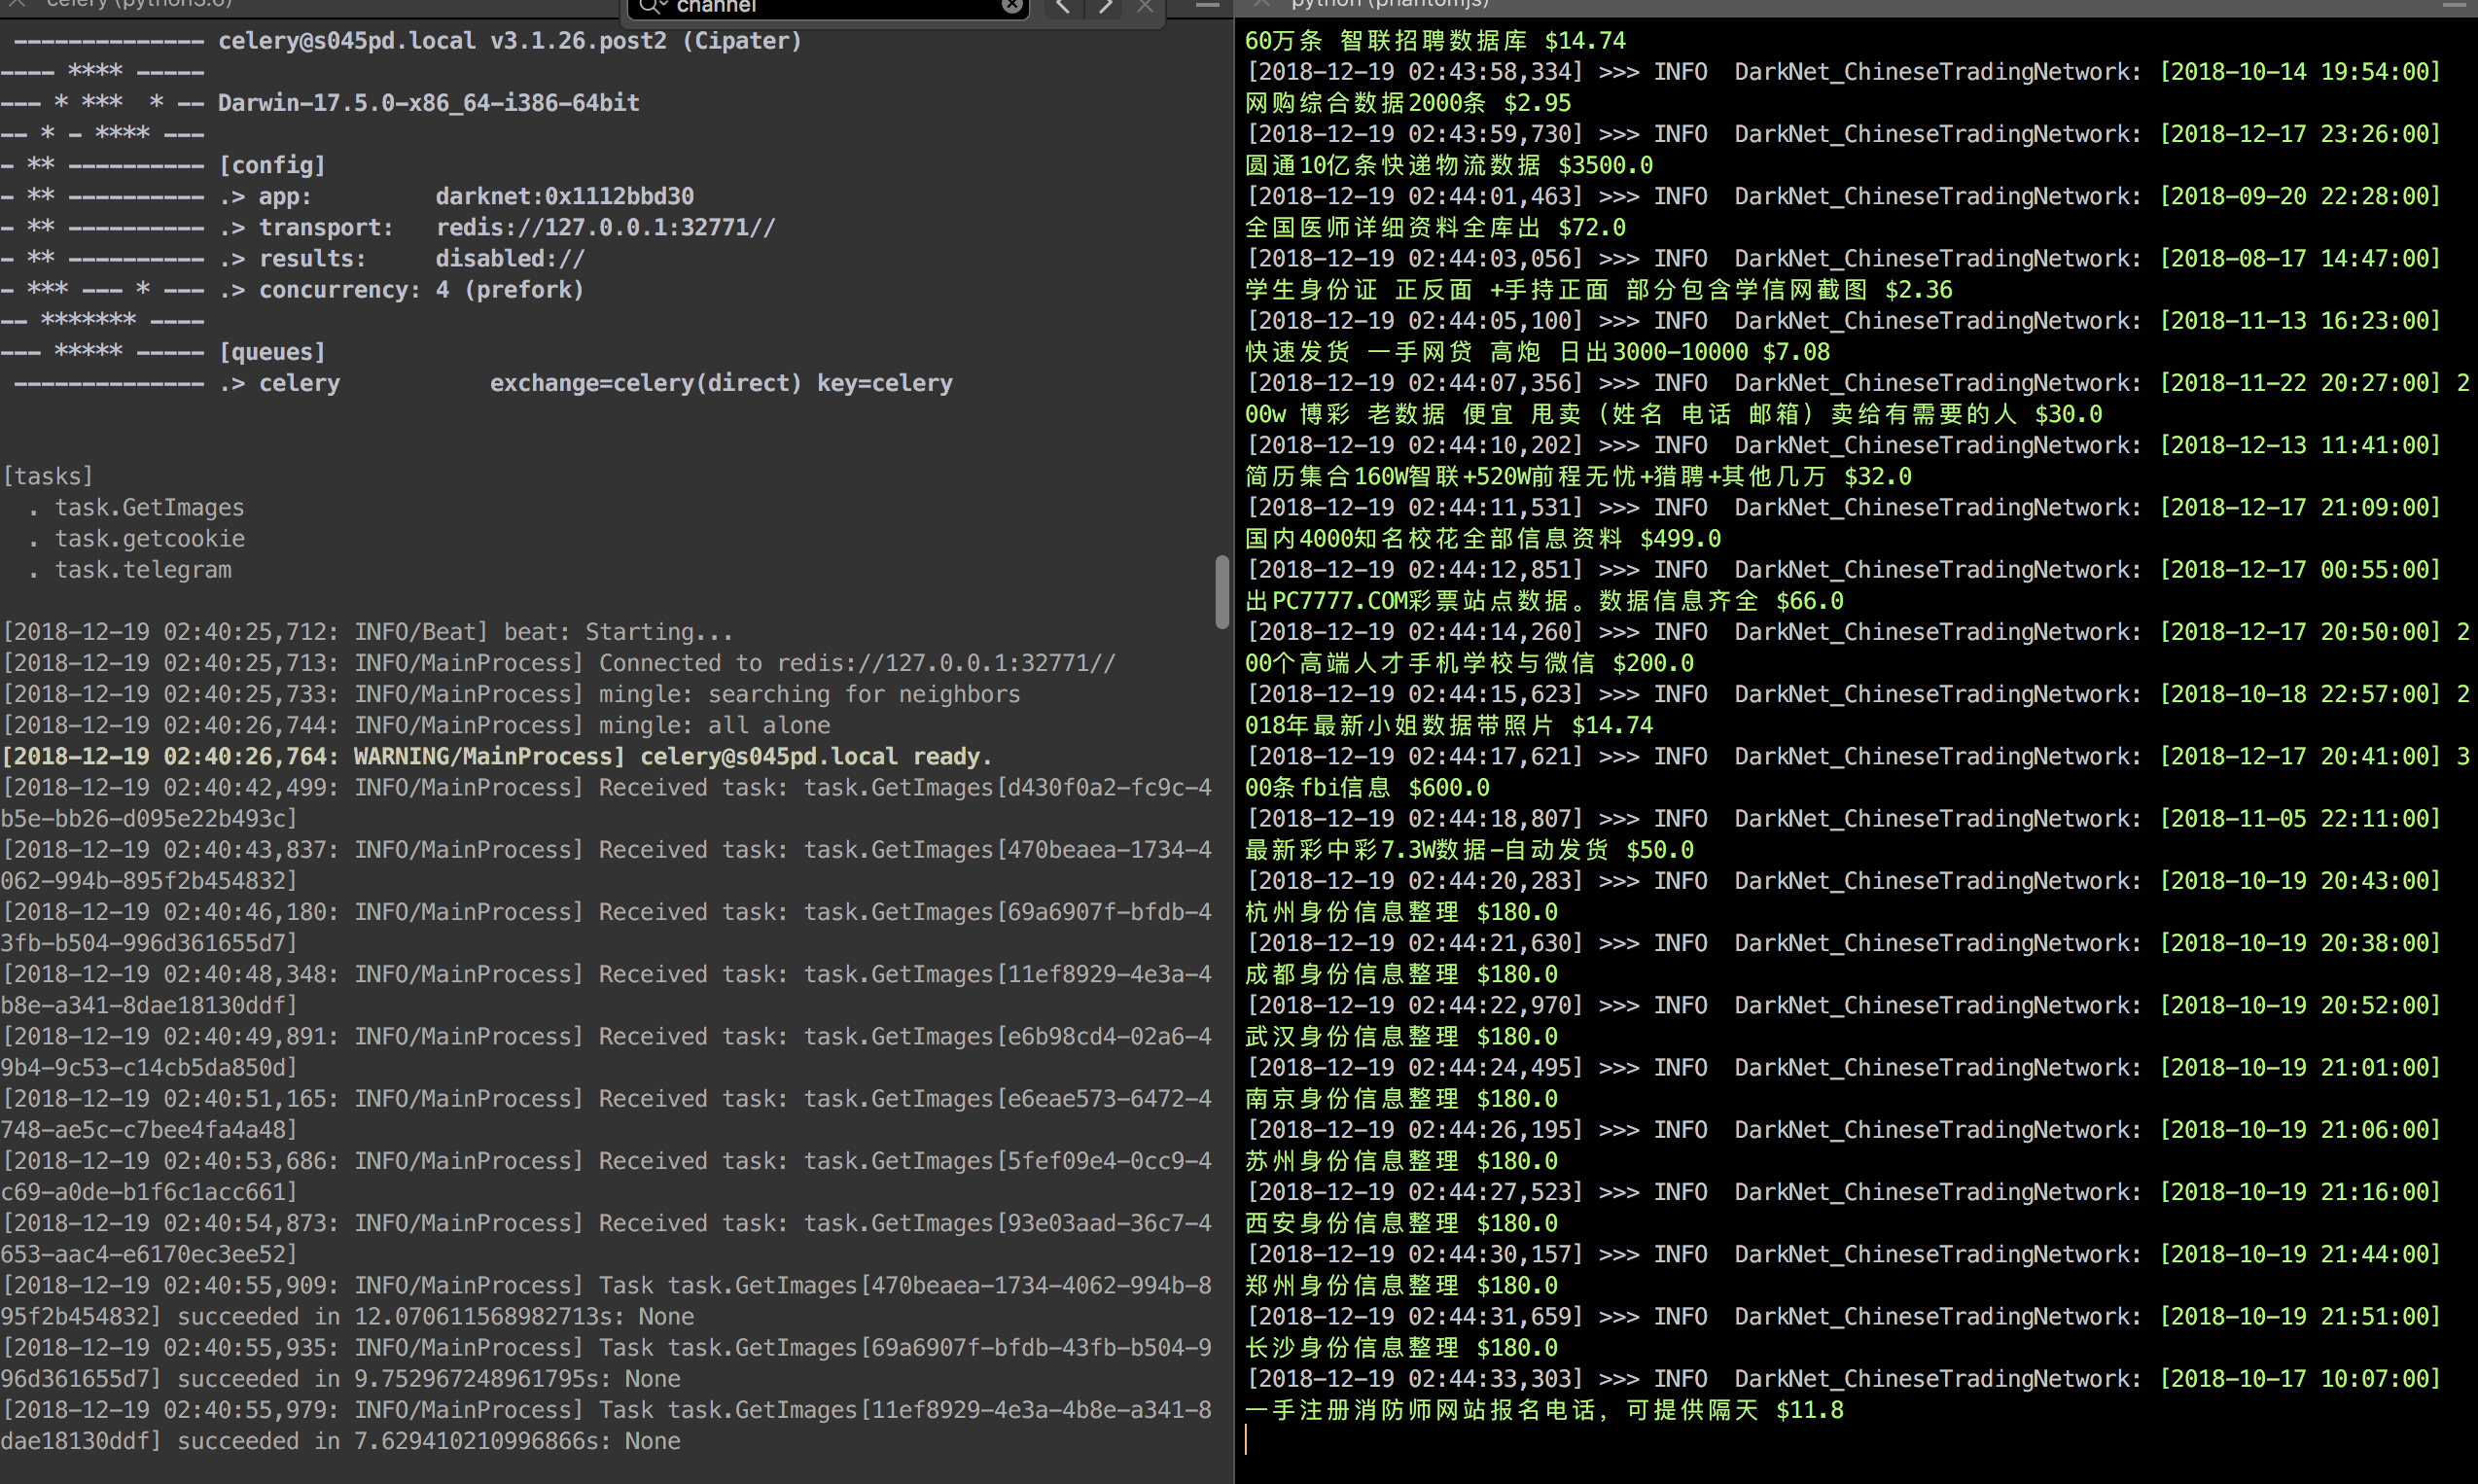 celery (python3.6)
channel
-------------- celery@s045pd.local v3.1.26.post2 (Cipater)
---- **** -----
--- * ***  * -- Darwin-17.5.0-x86_64-i386-64bit
-- * - **** ---
- ** ---------- [config]
- ** ---------- .> app:         darknet:0x1112bbd30
- ** ---------- .> transport:   redis://127.0.0.1:32771//
- ** ---------- .> results:     disabled://
- *** --- * --- .> concurrency: 4 (prefork)
-- ******* ----
--- ***** ----- [queues]
-------------- .> celery           exchange=celery(direct) key=celery
[tasks]
. task.GetImages
. task.getcookie
. task.telegram
[2018-12-19 02:40:25,712: INFO/Beat] beat: Starting...
[2018-12-19 02:40:25,713: INFO/MainProcess] Connected to redis://127.0.0.1:32771//
[2018-12-19 02:40:25,733: INFO/MainProcess] mingle: searching for neighbors
[2018-12-19 02:40:26,744: INFO/MainProcess] mingle: all alone
[2018-12-19 02:40:26,764: WARNING/MainProcess] celery@s045pd.local ready.
[2018-12-19 02:40:42,499: INFO/MainProcess] Received task: task.GetImages[d430f0a2-fc9c-4
b5e-bb26-d095e22b493c]
[2018-12-19 02:40:43,837: INFO/MainProcess] Received task: task.GetImages[470beaea-1734-4
062-994b-895f2b454832]
[2018-12-19 02:40:46,180: INFO/MainProcess] Received task: task.GetImages[69a6907f-bfdb-4
3fb-b504-996d361655d7]
[2018-12-19 02:40:48,348: INFO/MainProcess] Received task: task.GetImages[11ef8929-4e3a-4
b8e-a341-8dae18130ddf]
[2018-12-19 02:40:49,891: INFO/MainProcess] Received task: task.GetImages[e6b98cd4-02a6-4
9b4-9c53-c14cb5da850d]
[2018-12-19 02:40:51,165: INFO/MainProcess] Received task: task.GetImages[e6eae573-6472-4
748-ae5c-c7bee4fa4a48]
[2018-12-19 02:40:53,686: INFO/MainProcess] Received task: task.GetImages[5fef09e4-0cc9-4
c69-a0de-b1f6c1acc661]
[2018-12-19 02:40:54,873: INFO/MainProcess] Received task: task.GetImages[93e03aad-36c7-4
653-aac4-e6170ec3ee52]
[2018-12-19 02:40:55,909: INFO/MainProcess] Task task.GetImages[470beaea-1734-4062-994b-8
95f2b454832] succeeded in 12.070611568982713s: None
[2018-12-19 02:40:55,935: INFO/MainProcess] Task task.GetImages[69a6907f-bfdb-43fb-b504-9
96d361655d7] succeeded in 9.752967248961795s: None
[2018-12-19 02:40:55,979: INFO/MainProcess] Task task.GetImages[11ef8929-4e3a-4b8e-a341-8
dae18130ddf] succeeded in 7.629410210996866s: None
python (phantomjs)
60万条 智联招聘数据库 $14.74
[2018-12-19 02:43:58,334] >>> INFO  DarkNet_ChineseTradingNetwork: [2018-10-14 19:54:00]
网购综合数据2000条 $2.95
[2018-12-19 02:43:59,730] >>> INFO  DarkNet_ChineseTradingNetwork: [2018-12-17 23:26:00]
圆通10亿条快递物流数据 $3500.0
[2018-12-19 02:44:01,463] >>> INFO  DarkNet_ChineseTradingNetwork: [2018-09-20 22:28:00]
全国医师详细资料全库出 $72.0
[2018-12-19 02:44:03,056] >>> INFO  DarkNet_ChineseTradingNetwork: [2018-08-17 14:47:00]
学生身份证 正反面 +手持正面 部分包含学信网截图 $2.36
[2018-12-19 02:44:05,100] >>> INFO  DarkNet_ChineseTradingNetwork: [2018-11-13 16:23:00]
快速发货 一手网贷 高炮 日出3000-10000 $7.08
[2018-12-19 02:44:07,356] >>> INFO  DarkNet_ChineseTradingNetwork: [2018-11-22 20:27:00] 2
00w 博彩 老数据 便宜 甩卖（姓名 电话 邮箱）卖给有需要的人 $30.0
[2018-12-19 02:44:10,202] >>> INFO  DarkNet_ChineseTradingNetwork: [2018-12-13 11:41:00]
简历集合160W智联+520W前程无忧+猎聘+其他几万 $32.0
[2018-12-19 02:44:11,531] >>> INFO  DarkNet_ChineseTradingNetwork: [2018-12-17 21:09:00]
国内4000知名校花全部信息资料 $499.0
[2018-12-19 02:44:12,851] >>> INFO  DarkNet_ChineseTradingNetwork: [2018-12-17 00:55:00]
出PC7777.COM彩票站点数据。数据信息齐全 $66.0
[2018-12-19 02:44:14,260] >>> INFO  DarkNet_ChineseTradingNetwork: [2018-12-17 20:50:00] 2
00个高端人才手机学校与微信 $200.0
[2018-12-19 02:44:15,623] >>> INFO  DarkNet_ChineseTradingNetwork: [2018-10-18 22:57:00] 2
018年最新小姐数据带照片 $14.74
[2018-12-19 02:44:17,621] >>> INFO  DarkNet_ChineseTradingNetwork: [2018-12-17 20:41:00] 3
00条fbi信息 $600.0
[2018-12-19 02:44:18,807] >>> INFO  DarkNet_ChineseTradingNetwork: [2018-11-05 22:11:00]
最新彩中彩7.3W数据-自动发货 $50.0
[2018-12-19 02:44:20,283] >>> INFO  DarkNet_ChineseTradingNetwork: [2018-10-19 20:43:00]
杭州身份信息整理 $180.0
[2018-12-19 02:44:21,630] >>> INFO  DarkNet_ChineseTradingNetwork: [2018-10-19 20:38:00]
成都身份信息整理 $180.0
[2018-12-19 02:44:22,970] >>> INFO  DarkNet_ChineseTradingNetwork: [2018-10-19 20:52:00]
武汉身份信息整理 $180.0
[2018-12-19 02:44:24,495] >>> INFO  DarkNet_ChineseTradingNetwork: [2018-10-19 21:01:00]
南京身份信息整理 $180.0
[2018-12-19 02:44:26,195] >>> INFO  DarkNet_ChineseTradingNetwork: [2018-10-19 21:06:00]
苏州身份信息整理 $180.0
[2018-12-19 02:44:27,523] >>> INFO  DarkNet_ChineseTradingNetwork: [2018-10-19 21:16:00]
西安身份信息整理 $180.0
[2018-12-19 02:44:30,157] >>> INFO  DarkNet_ChineseTradingNetwork: [2018-10-19 21:44:00]
郑州身份信息整理 $180.0
[2018-12-19 02:44:31,659] >>> INFO  DarkNet_ChineseTradingNetwork: [2018-10-19 21:51:00]
长沙身份信息整理 $180.0
[2018-12-19 02:44:33,303] >>> INFO  DarkNet_ChineseTradingNetwork: [2018-10-17 10:07:00]
一手注册消防师网站报名电话，可提供隔天 $11.8